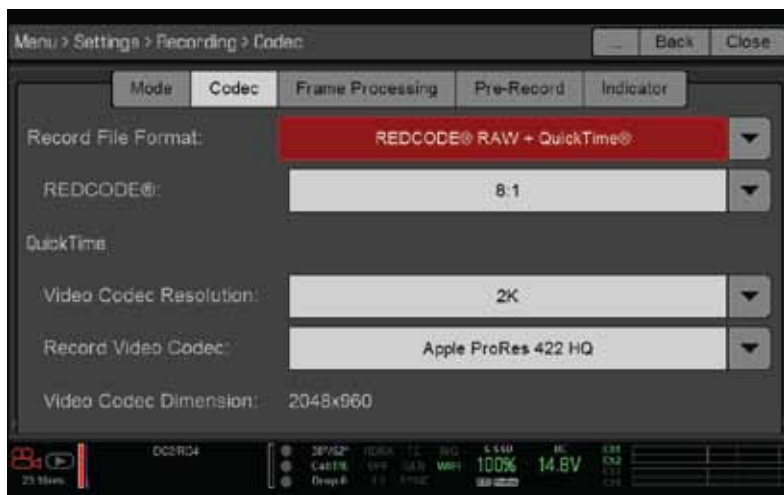 Menu > Settings > Recording > Codec
... Back Close
Mode Codec Frame Processing Pre-Record Indicator
Record File Format: REDCODE® RAW + QuickTime®
REDCODE®: 8:1
QuickTime
Video Codec Resolution: 2K
Record Video Codec: Apple ProRes 422 HQ
Video Codec Dimension: 2048x960
WIFI 100% 14.8V